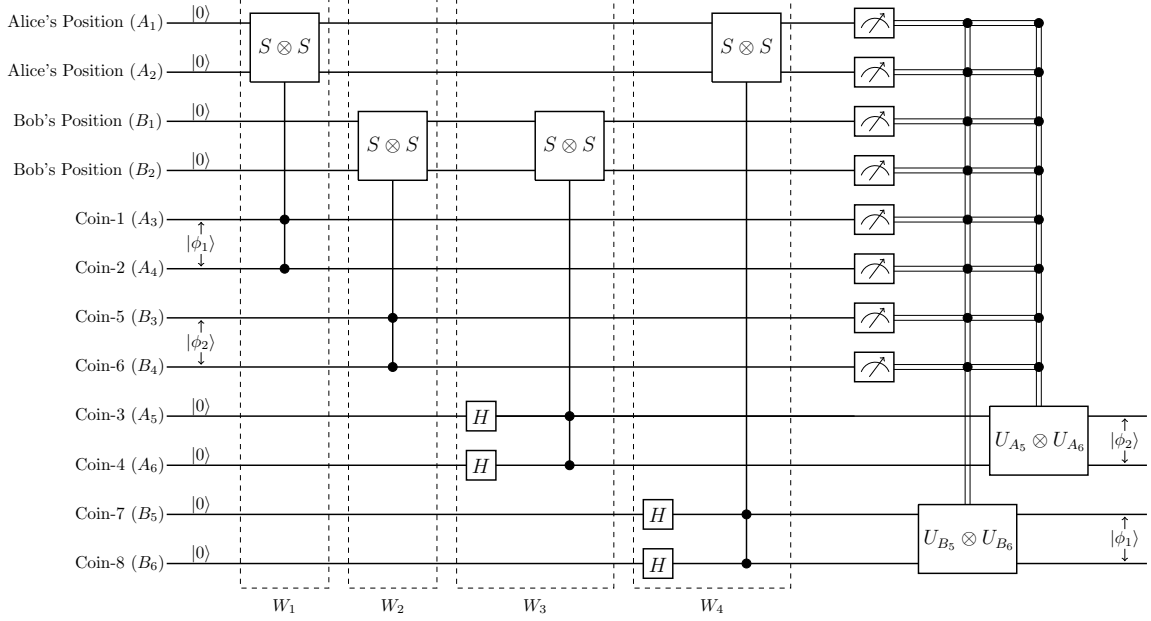 Alice's Position (A₁) |0⟩ S ⊗ S S ⊗ S
Alice's Position (A₂) |0⟩
Bob's Position (B₁) |0⟩ S ⊗ S S ⊗ S
Bob's Position (B₂) |0⟩
Coin-1 (A₃)
|ϕ₁⟩
Coin-2 (A₄)
Coin-5 (B₃)
|ϕ₂⟩
Coin-6 (B₄)
Coin-3 (A₅) |0⟩ H
U_{A₅} ⊗ U_{A₆} |ϕ₂⟩
Coin-4 (A₆) |0⟩ H
Coin-7 (B₅) |0⟩ H
U_{B₅} ⊗ U_{B₆} |ϕ₁⟩
Coin-8 (B₆) |0⟩ H
W₁ W₂ W₃ W₄